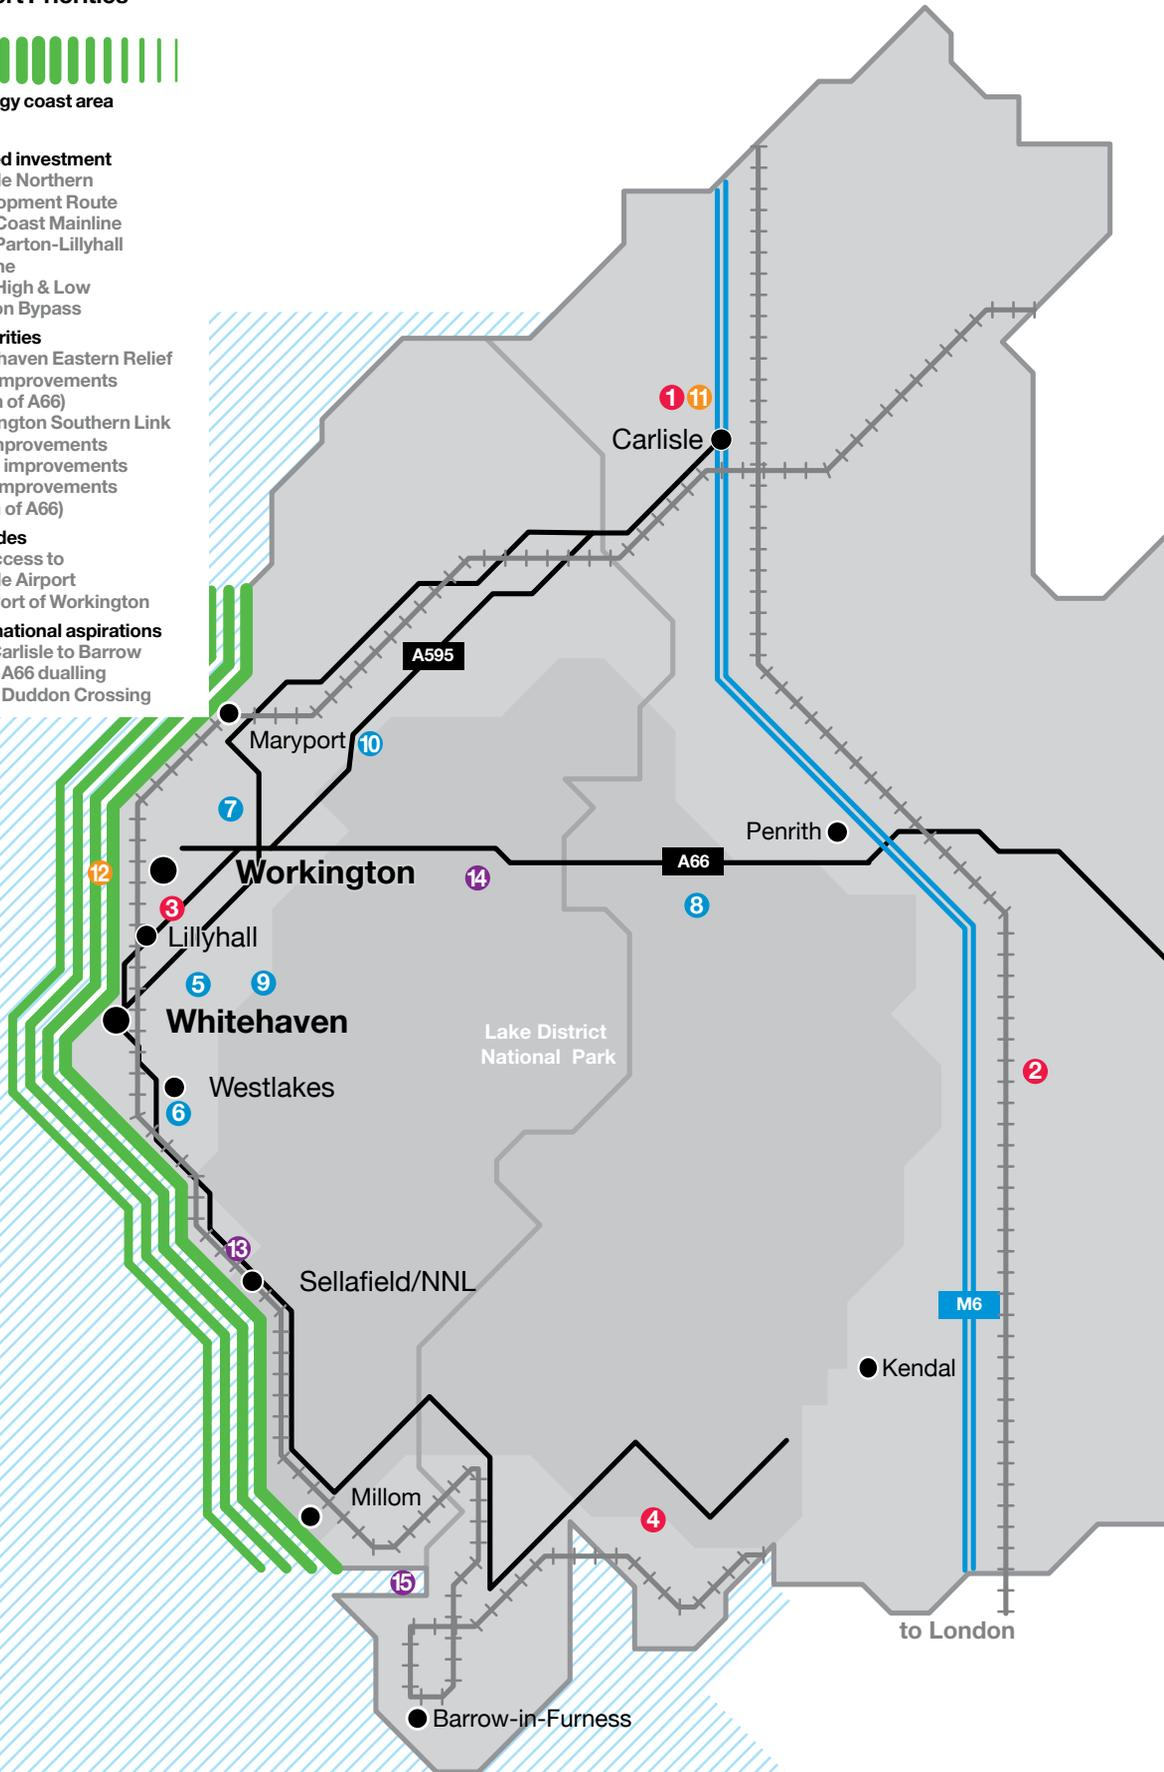 ort Priorities
gy coast area
d investment
le Northern
opment Route
Coast Mainline
Parton-Lillyhall
ne
High & Low
on Bypass
rities
haven Eastern Relief
mprovements
n of A66)
ngton Southern Link
mprovements
improvements
mprovements
n of A66)
des
ccess to
le Airport
ort of Workington
national aspirations
Carlisle to Barrow
A66 dualling
Duddon Crossing
1 11
Carlisle
A595
Maryport
10
7
Penrith
A66
12
Workington
14
8
3
Lillyhall
5 9
Whitehaven
Lake District
National Park
2
Westlakes
6
13
Sellafield/NNL
M6
Kendal
Millom
4
15
to London
Barrow-in-Furness